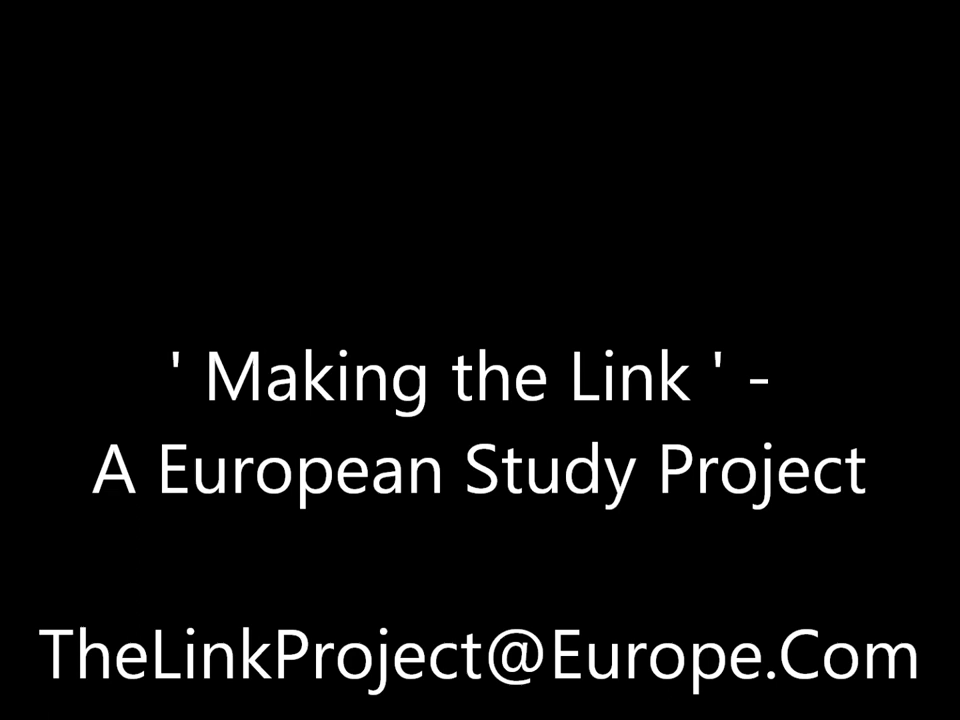 ' Making the Link ' -
A European Study Project
TheLinkProject@Europe.Com